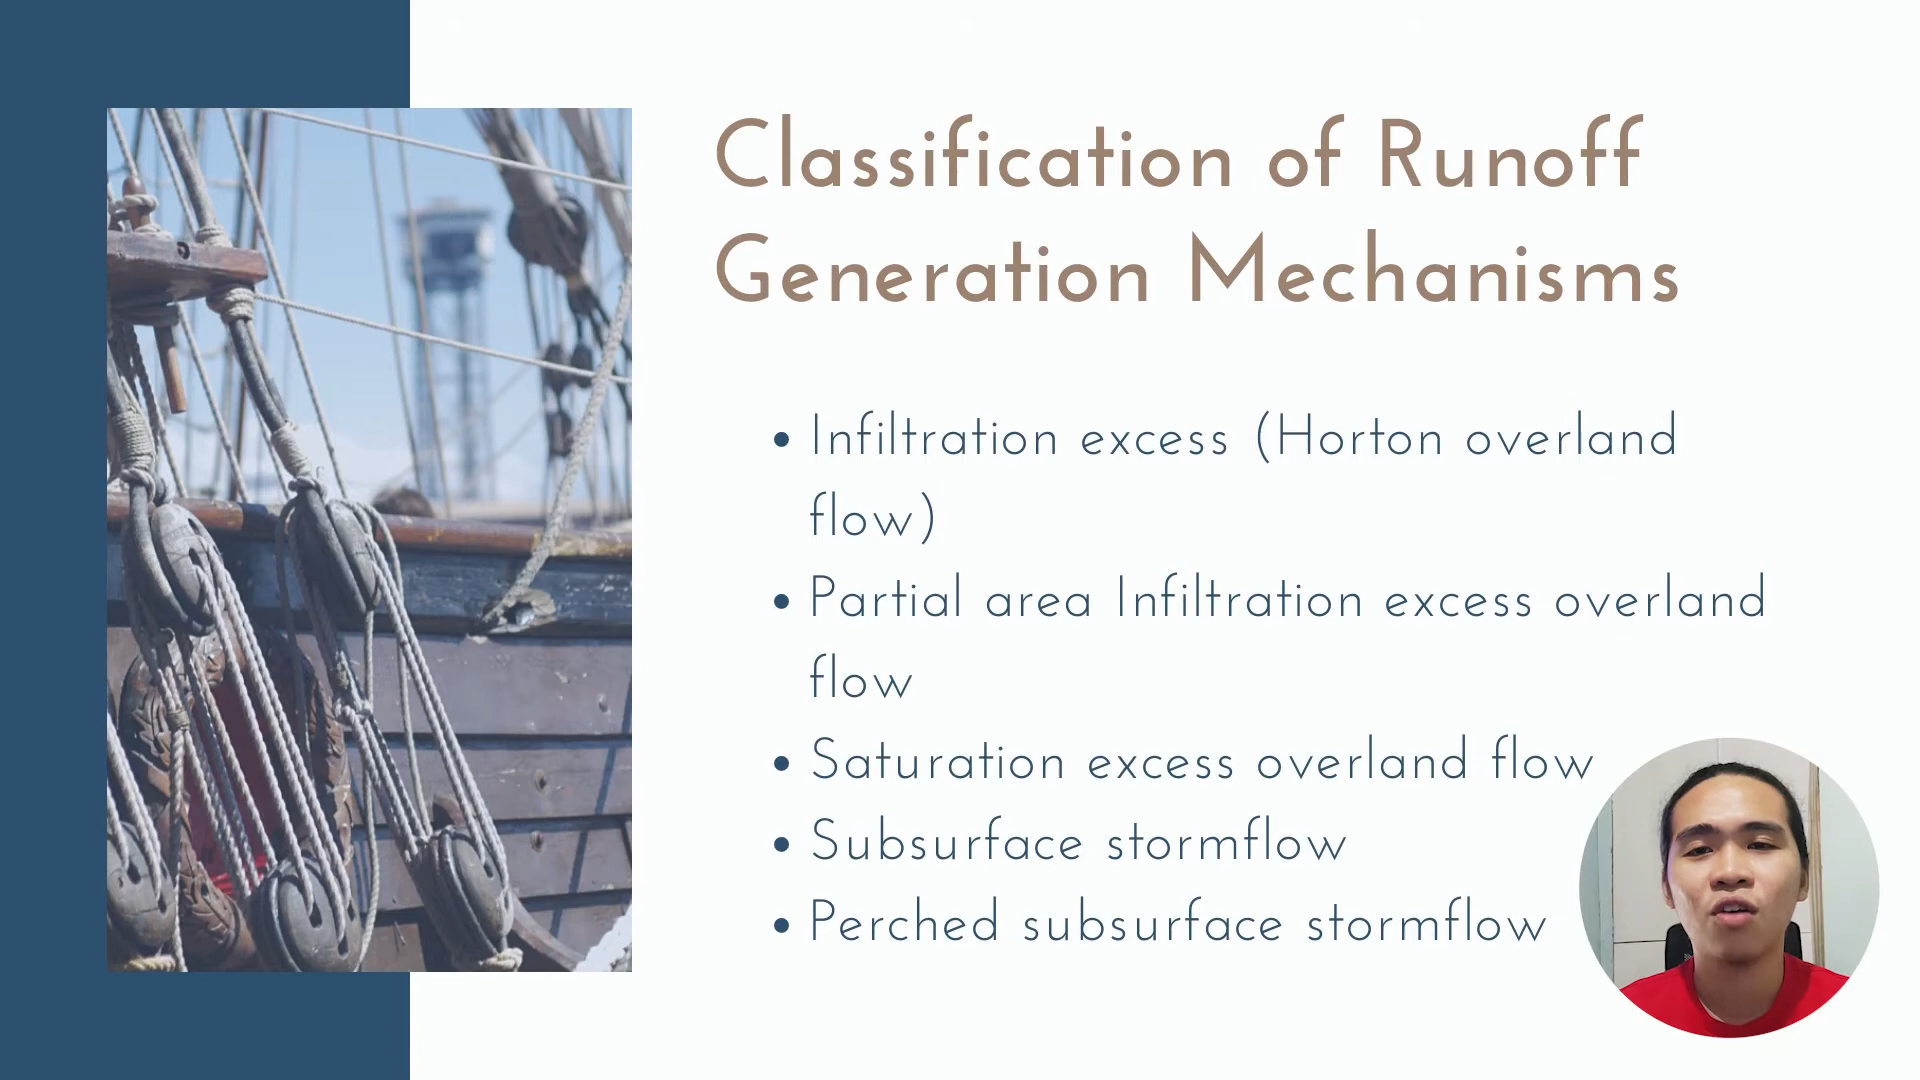 Classification of Runoff
Generation Mechanisms
• Infiltration excess (Horton overland
flow)
• Partial area Infiltration excess overland
flow
• Saturation excess overland flow
• Subsurface stormflow
• Perched subsurface stormflow